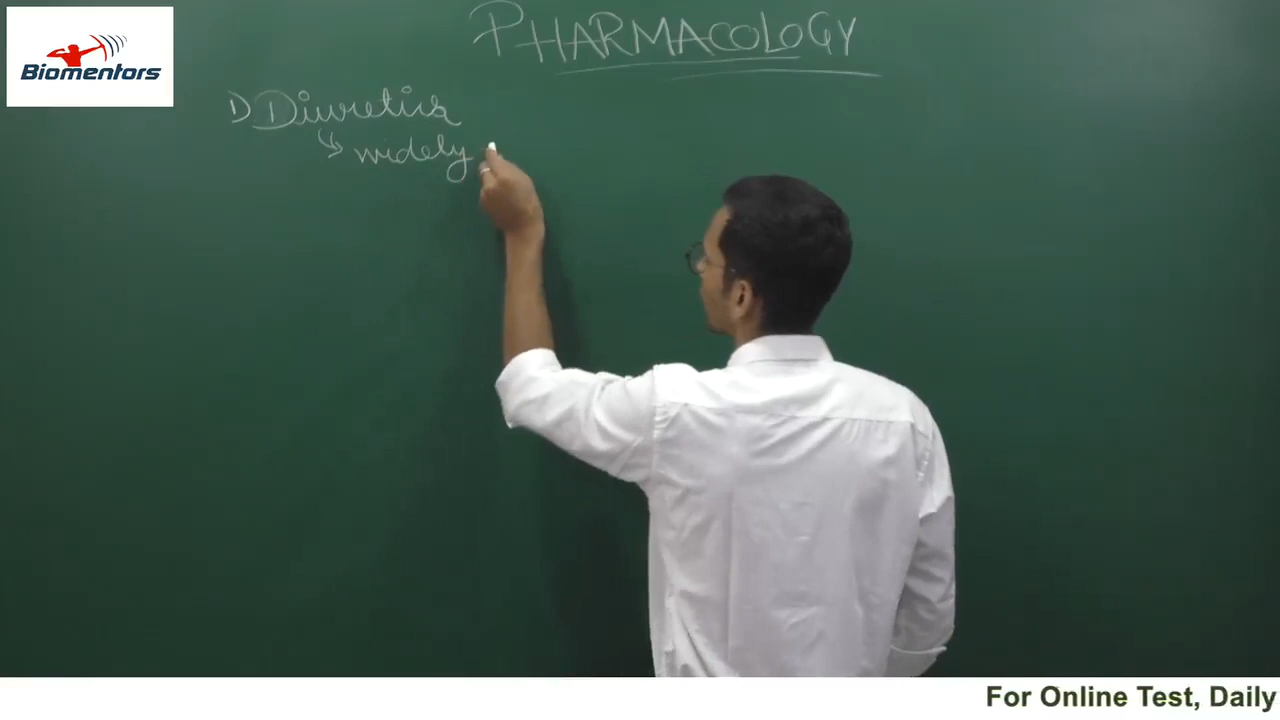 Biomentors
PHARMACOLOGY
1) Diuretics
↳ widely
For Online Test, Daily